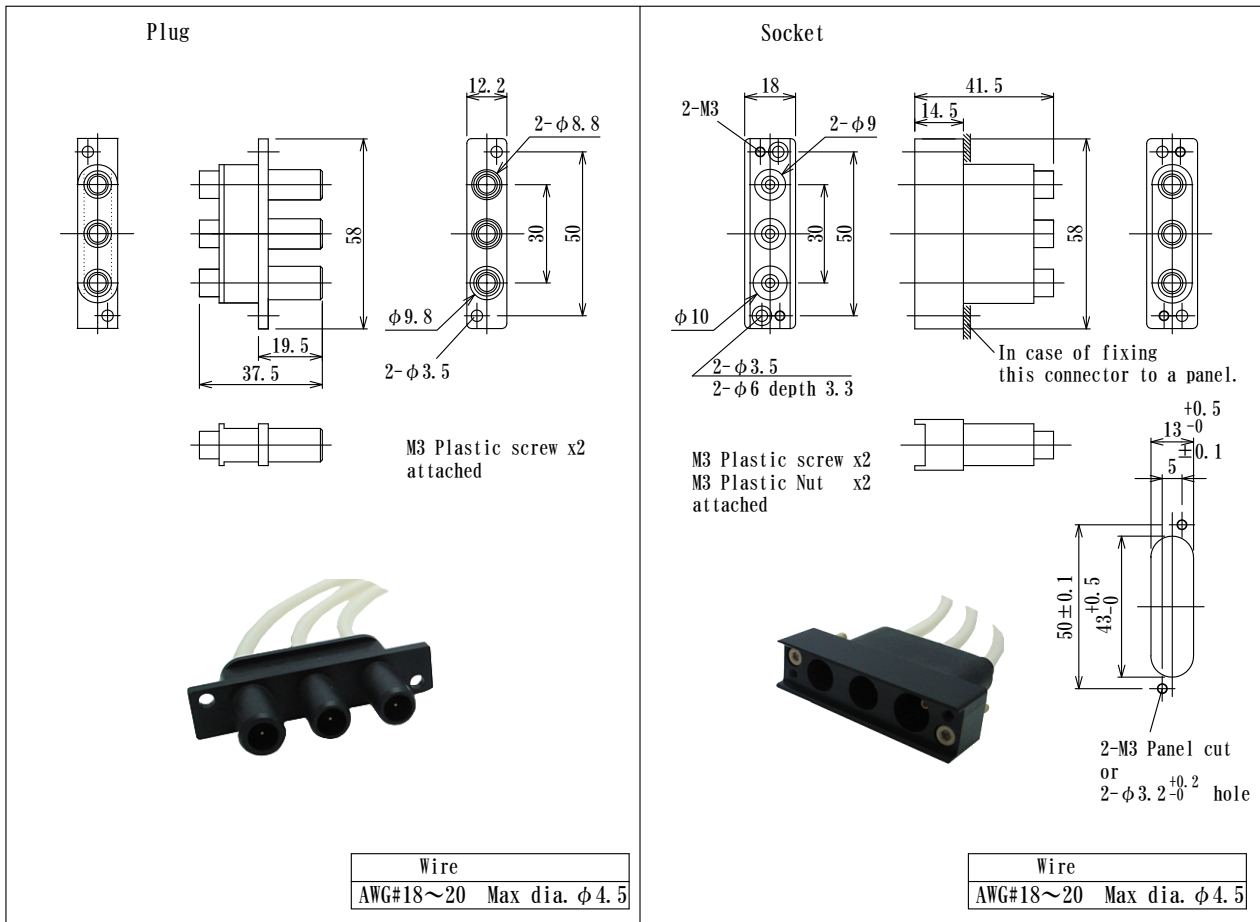 Plug
12.2
2-φ8.8
58
30
50
φ9.8
19.5
2-φ3.5
37.5
M3 Plastic screw x2
attached
Wire
AWG#18～20 Max dia. φ4.5
Socket
18
41.5
2-M3
14.5
2-φ9
30
50
58
φ10
2-φ3.5
2-φ6 depth 3.3
In case of fixing
this connector to a panel.
M3 Plastic screw x2
M3 Plastic Nut x2
attached
13 +0.5 -0
5 ±0.1
50±0.1
43 +0.5 -0
2-M3 Panel cut
or
2-φ3.2 +0.2 -0 hole
Wire
AWG#18～20 Max dia. φ4.5